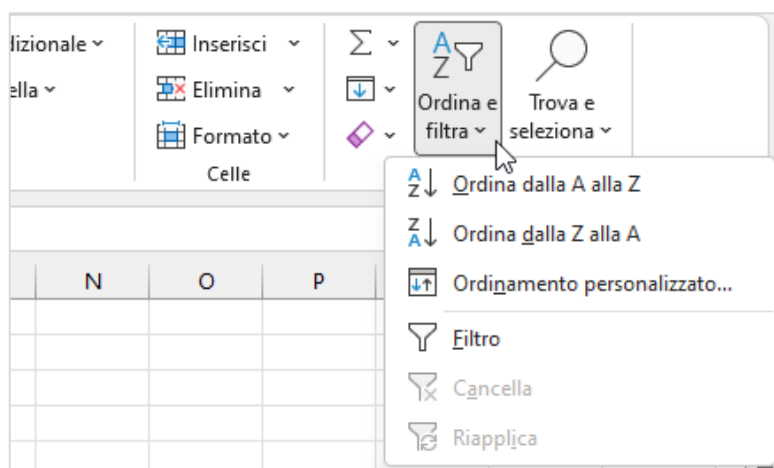 dizionale
ella
Inserisci
Elimina
Formato
Celle
Ordina e
filtra
Trova e
seleziona
Ordina dalla A alla Z
Ordina dalla Z alla A
Ordinamento personalizzato...
Filtro
Cancella
Riapplica
N O P